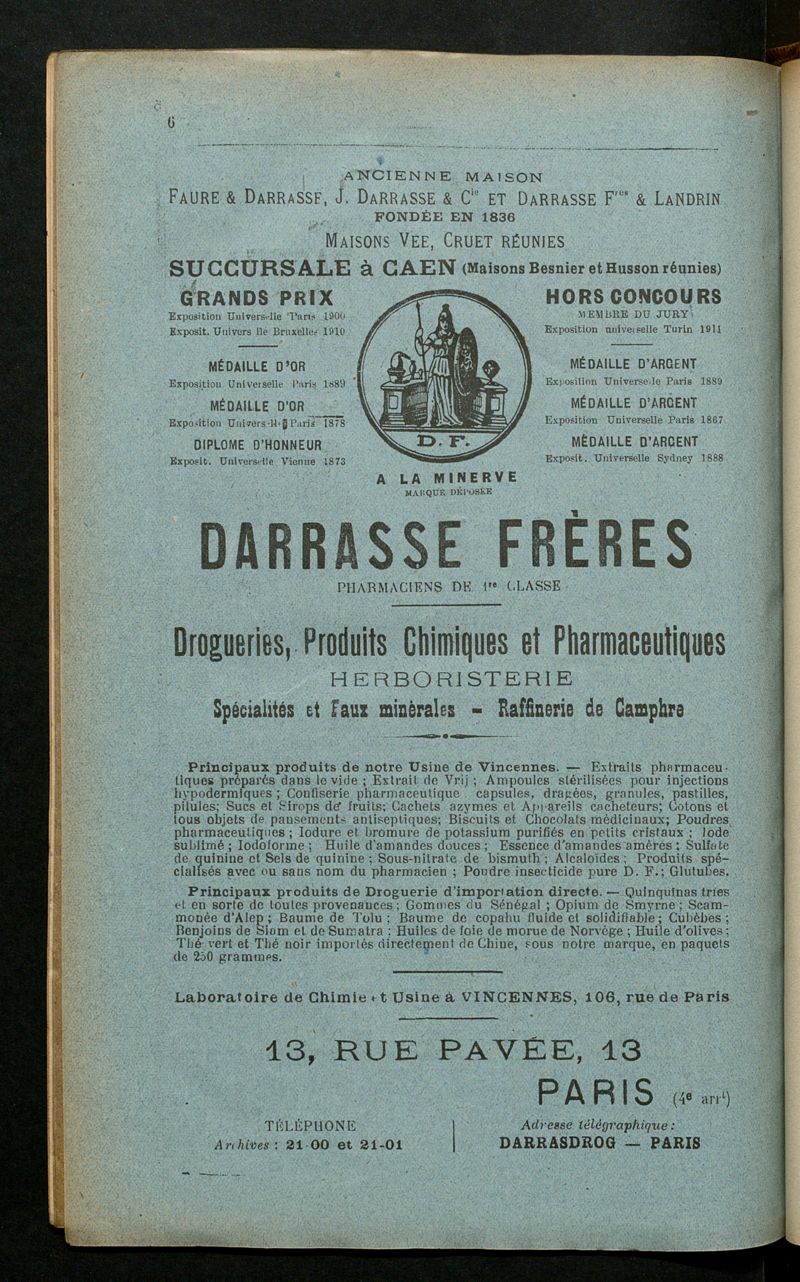 6
ANCIENNE MAISON
FAURE & DARRASSE, J. DARRASSE & Cie ET DARRASSE Fres & LANDRIN
FONDÉE EN 1836
MAISONS VEE, CRUET RÉUNIES
SUCCURSALE à CAEN (Maisons Besnier et Husson réunies)
GRANDS PRIX
Exposition Universelle Paris 1900
Exposit. Univers lle Bruxelles 1910
MÉDAILLE D'OR
Exposition Universelle Paris 1889
MÉDAILLE D'OR
Exposition Universelle Paris 1878
DIPLOME D'HONNEUR
Exposit. Universelle Vienne 1873
D. F.
A LA MINERVE
MARQUE DÉPOSÉE
HORS CONCOURS
MEMBRE DU JURY
Exposition universelle Turin 1911
MÉDAILLE D'ARGENT
Exposition Universelle Paris 1889
MÉDAILLE D'ARGENT
Exposition Universelle Paris 1867
MÉDAILLE D'ARGENT
Exposit. Universelle Sydney 1888
DARRASSE FRÈRES
PHARMACIENS DE 1re CLASSE
Drogueries, Produits Chimiques et Pharmaceutiques
HERBORISTERIE
Spécialités et Eaux minérales - Raffinerie de Camphre
Principaux produits de notre Usine de Vincennes. — Extraits pharmaceu-
tiques préparés dans le vide ; Extrait de Vrij ; Ampoules stérilisées pour injections
hypodermiques ; Confiserie pharmaceutique capsules, dragées, granules, pastilles,
pilules; Sucs et Sirops de fruits; Cachets azymes et Appareils cacheteurs; Cotons et
tous objets de pansements antiseptiques; Biscuits et Chocolats médicinaux; Poudres
pharmaceutiques ; Iodure et bromure de potassium purifiés en petits cristaux ; Iode
sublimé ; Iodoforme ; Huile d'amandes douces ; Essence d'amandes amères ; Sulfate
de quinine et Sels de quinine ; Sous-nitrate de bismuth ; Alcaloïdes ; Produits spé-
cialisés avec ou sans nom du pharmacien ; Poudre insecticide pure D. F.; Glutubes.
Principaux produits de Droguerie d'importation directe. — Quinquinas triés
et en sorte de toutes provenances ; Gommes du Sénégal ; Opium de Smyrne ; Scam-
monée d'Alep ; Baume de Tolu ; Baume de copahu fluide et solidifiable ; Cubèbes ;
Benjoins de Siam et de Sumatra ; Huiles de foie de morue de Norvège ; Huile d'olives ;
Thé vert et Thé noir importés directement de Chine, sous notre marque, en paquets
de 250 grammes.
Laboratoire de Chimie et Usine à VINCENNES, 106, rue de Paris
13, RUE PAVÉE, 13
PARIS (4e arrt)
TÉLÉPHONE
Archives : 21-00 et 21-01
Adresse télégraphique :
DARRASDROG — PARIS